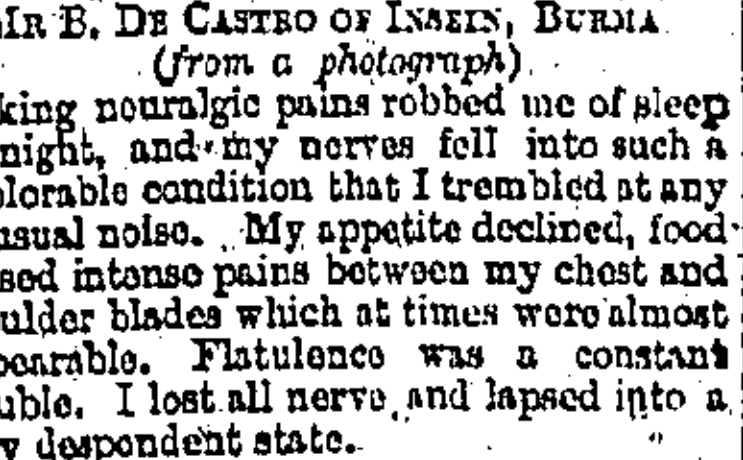 MR B. DE CASTRO OF INSEIN, BURMA
(from a photograph).
king neuralgic pains robbed me of sleep
night, and my nerves fell into such a
plorable condition that I trembled at any
usual noise. My appetite declined, food
sed intense pains between my chest and
ulder blades which at times were almost
bearable. Flatulence was a constant
uble. I lost all nerve and lapsed into a
y despondent state.